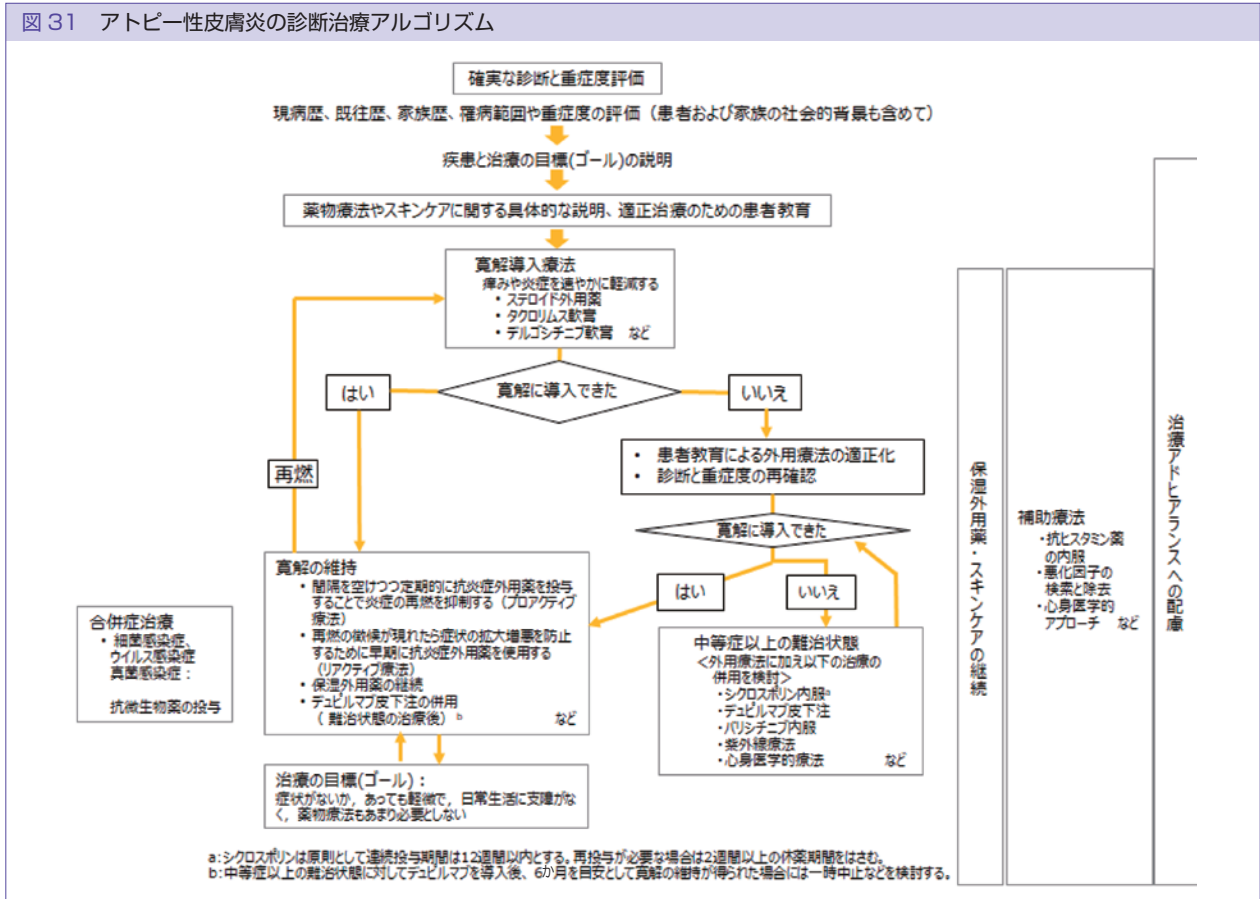 図 31　アトピー性皮膚炎の診断治療アルゴリズム
確実な診断と重症度評価
現病歴、既往歴、家族歴、罹病範囲や重症度の評価（患者および家族の社会的背景も含めて）
疾患と治療の目標(ゴール)の説明
薬物療法やスキンケアに関する具体的な説明、適正治療のための患者教育
寛解導入療法
痒みや炎症を速やかに軽減する
・ステロイド外用薬
・タクロリムス軟膏
・デルゴシチニブ軟膏　など
寛解に導入できた
はい
いいえ
再燃
・患者教育による外用療法の適正化
・診断と重症度の再確認
寛解に導入できた
はい
いいえ
寛解の維持
・間隔を空けつつ定期的に抗炎症外用薬を投与
することで炎症の再燃を抑制する（プロアクティブ
療法）
・再燃の徴候が現れたら症状の拡大増悪を防止
するために早期に抗炎症外用薬を使用する
（リアクティブ療法）
・保湿外用薬の継続
・デュピルマブ皮下注の併用
（ 難治状態の治療後）ᵇ　など
合併症治療
・細菌感染症、
ウイルス感染症
真菌感染症：
抗微生物薬の投与
中等症以上の難治状態
＜外用療法に加え以下の治療の
併用を検討＞
・シクロスポリン内服ᵃ
・デュピルマブ皮下注
・バリシチニブ内服
・紫外線療法
・心身医学的療法　など
治療の目標(ゴール)：
症状がないか，あっても軽微で，日常生活に支障がな
く，薬物療法もあまり必要としない
保湿外用薬・スキンケアの継続
補助療法
・抗ヒスタミン薬
の内服
・悪化因子の
検索と除去
・心身医学的
アプローチ　など
治療アドヒアランスへの配慮
a:シクロスポリンは原則として連続投与期間は12週間以内とする。再投与が必要な場合は2週間以上の休薬期間をはさむ。
b:中等症以上の難治状態に対してデュピルマブを導入後、6か月を目安として寛解の維持が得られた場合には一時中止などを検討する。